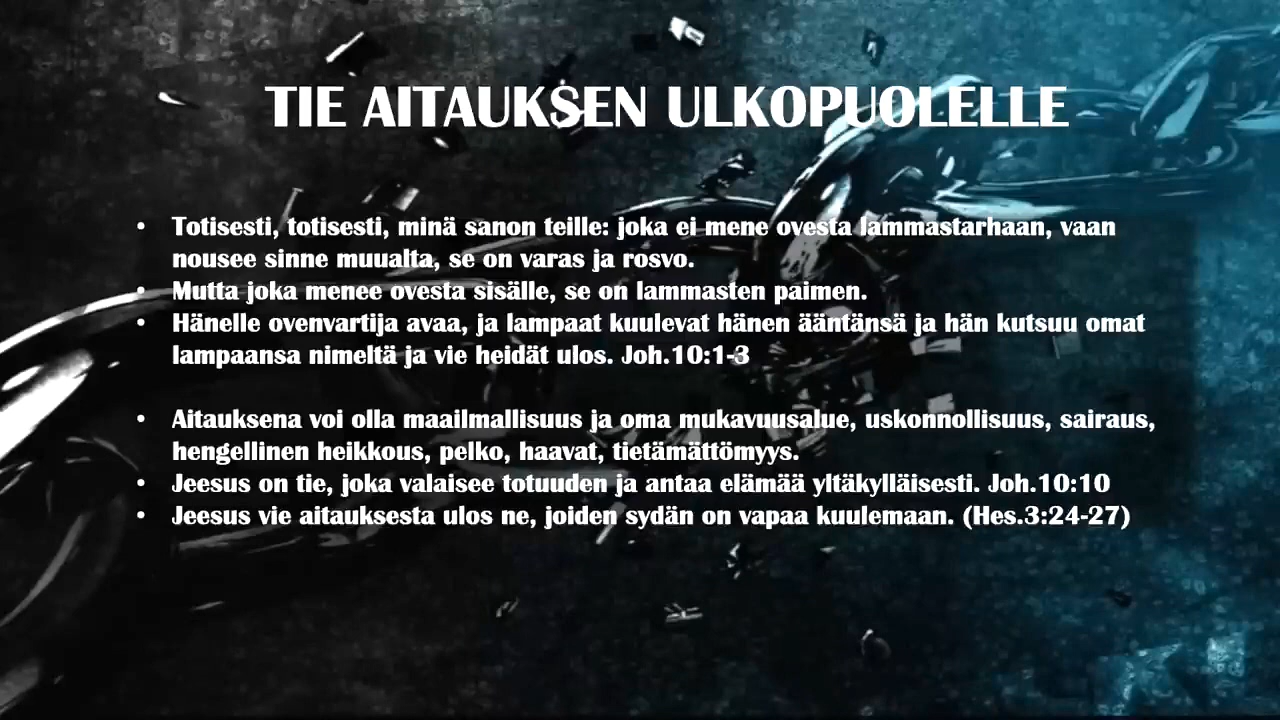 TIE AITAUKSEN ULKOPUOLELLE
• Totisesti, totisesti, minä sanon teille: joka ei mene ovesta lammastarhaan, vaan
nousee sinne muualta, se on varas ja rosvo.
• Mutta joka menee ovesta sisälle, se on lammasten paimen.
• Hänelle ovenvartija avaa, ja lampaat kuulevat hänen ääntänsä ja hän kutsuu omat
lampaansa nimeltä ja vie heidät ulos. Joh.10:1-3
• Aitauksena voi olla maailmallisuus ja oma mukavuusalue, uskonnollisuus, sairaus,
hengellinen heikkous, pelko, haavat, tietämättömyys.
• Jeesus on tie, joka valaisee totuuden ja antaa elämää yltäkylläisesti. Joh.10:10
• Jeesus vie aitauksesta ulos ne, joiden sydän on vapaa kuulemaan. (Hes.3:24-27)